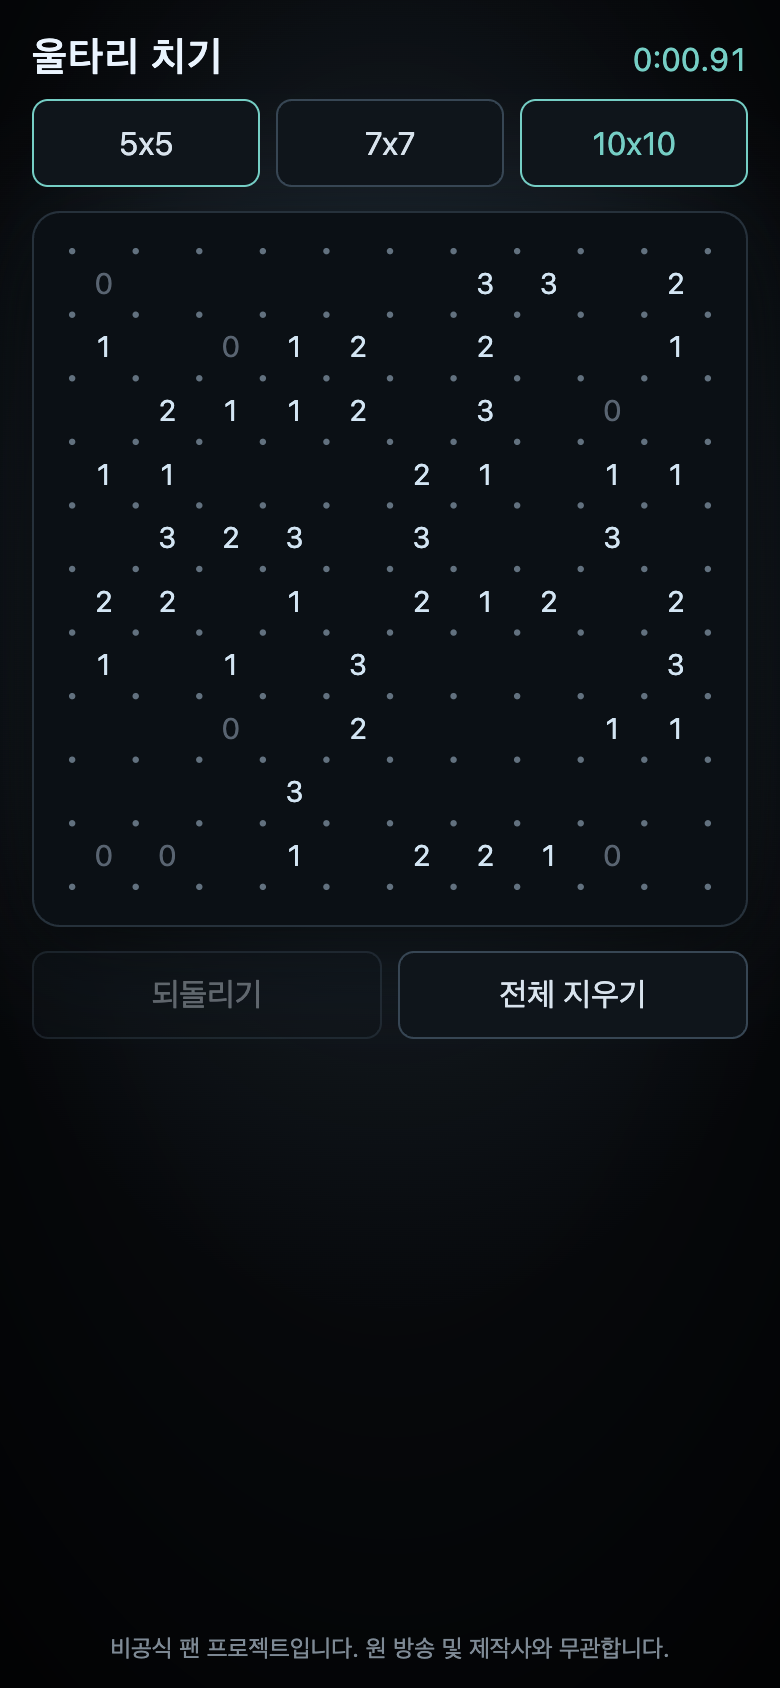 울타리 치기 0:00.91
5x5 7x7 10x10
0 3 3 2
1 0 1 2 2 1
2 1 1 2 3 0
1 1 2 1 1 1
3 2 3 3 3
2 2 1 2 1 2 2
1 1 3 3
0 2 1 1
3
0 0 1 2 2 1 0
되돌리기 전체 지우기
비공식 팬 프로젝트입니다. 원 방송 및 제작사와 무관합니다.